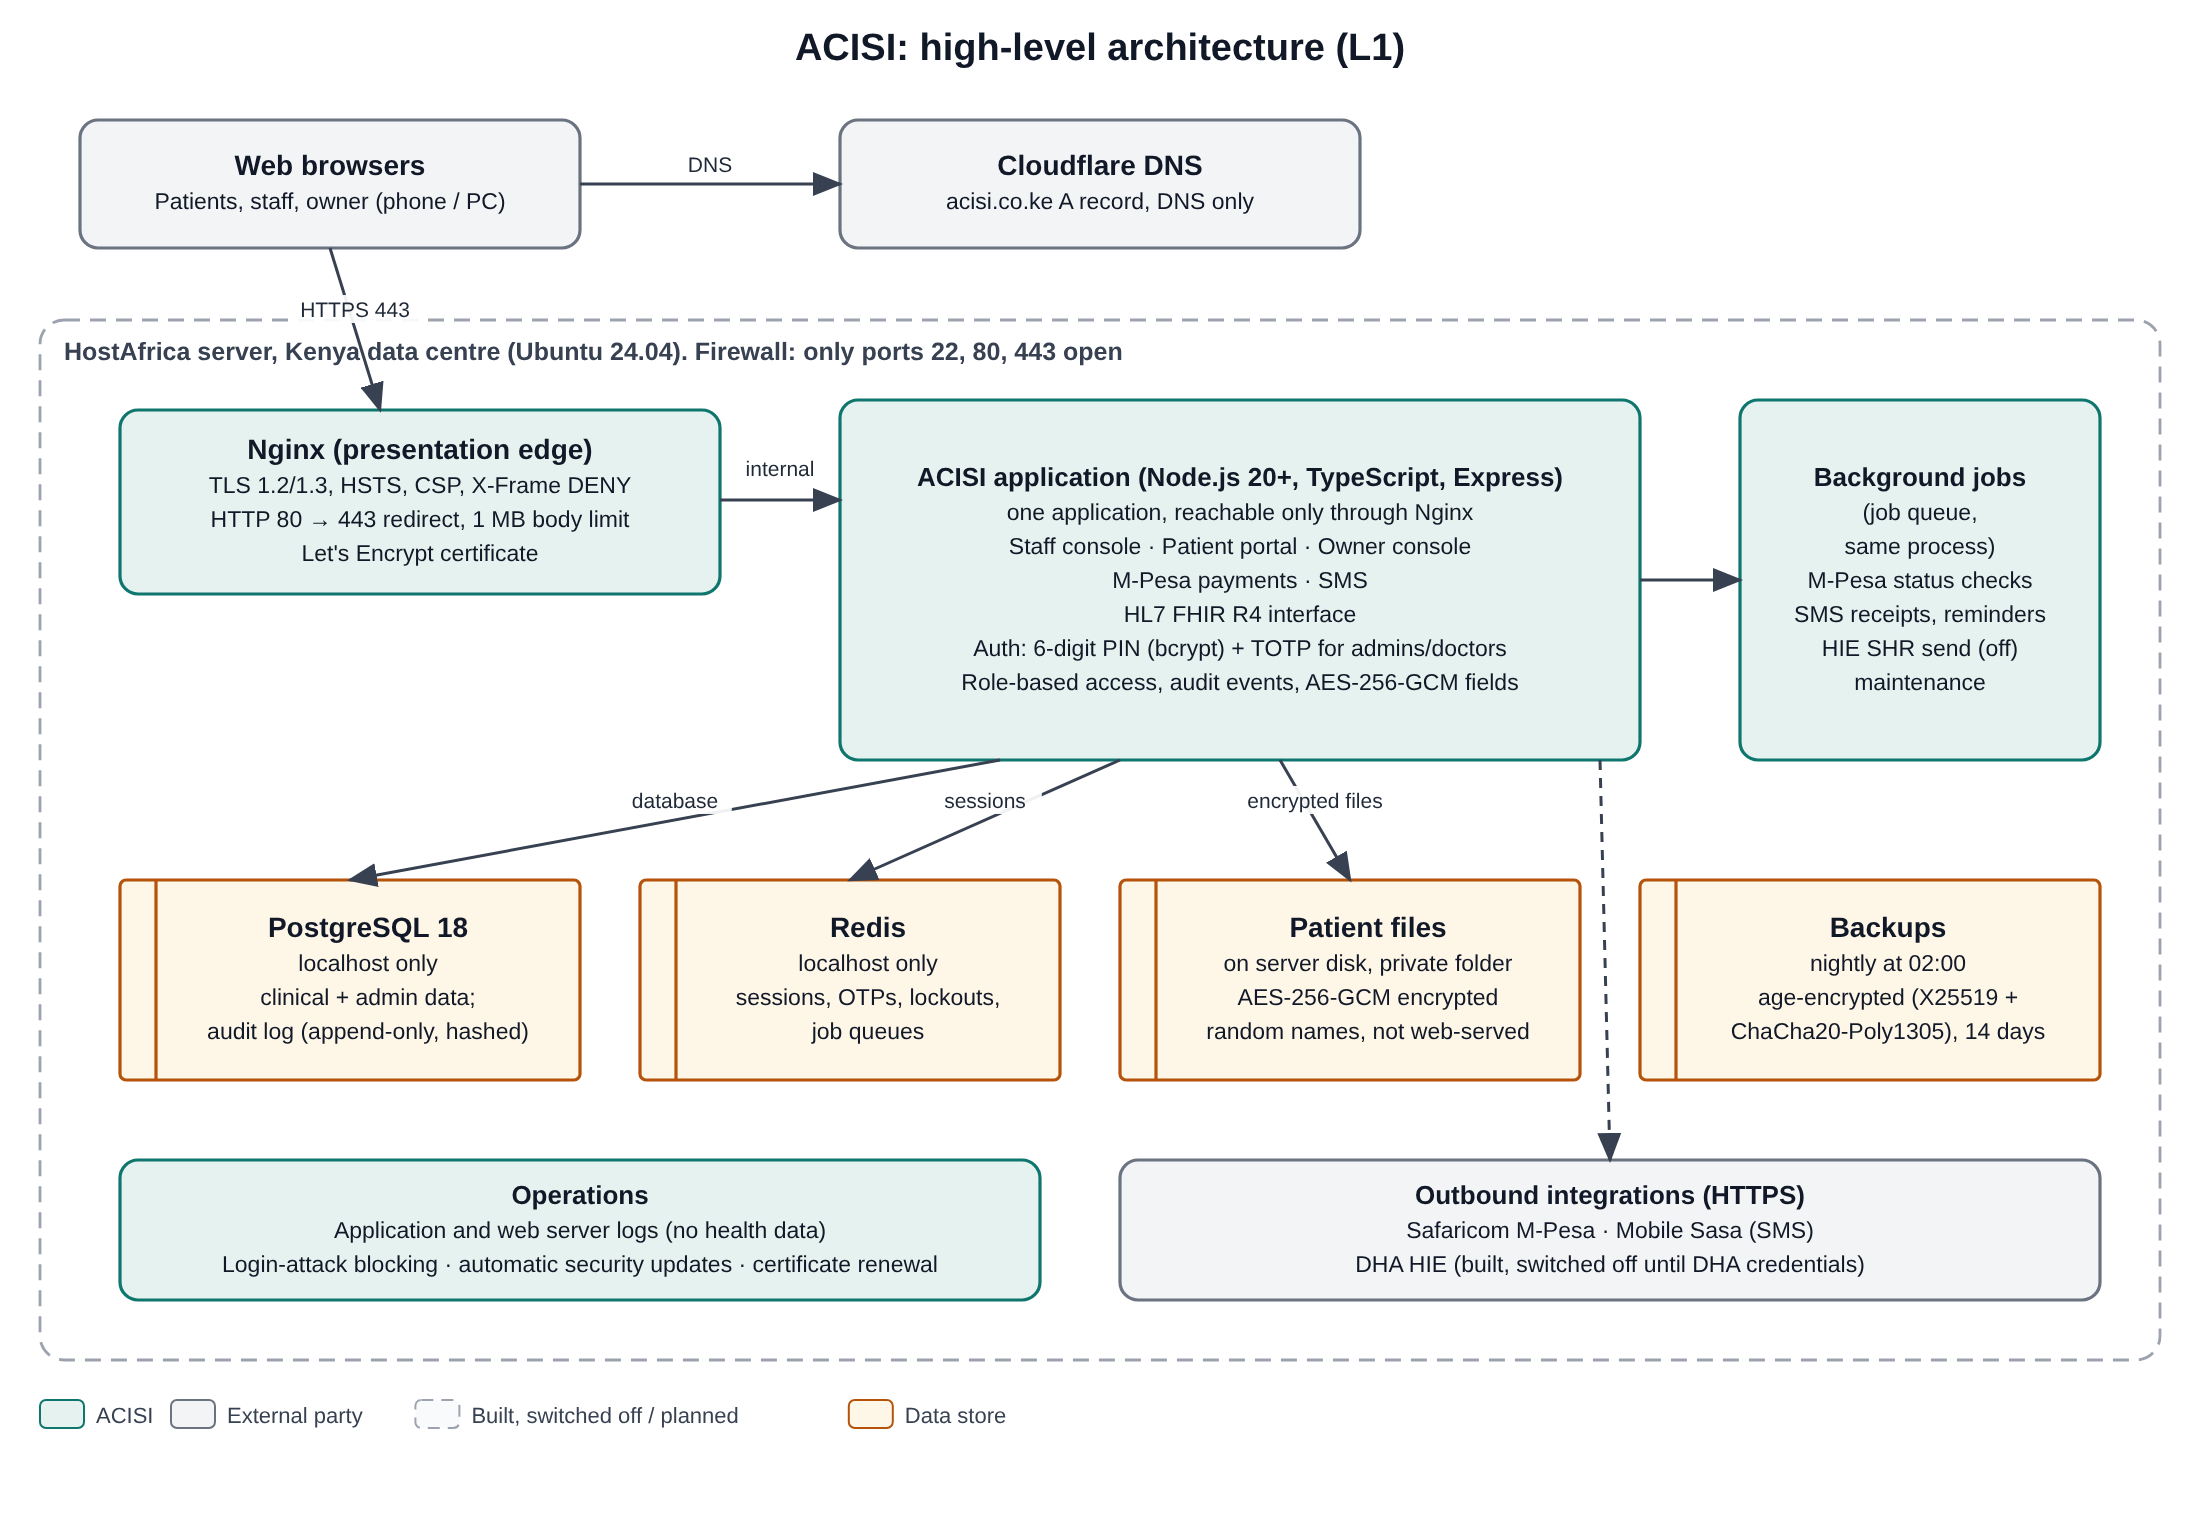 ACISI: high-level architecture (L1)
Web browsers
Patients, staff, owner (phone / PC)
DNS
Cloudflare DNS
acisi.co.ke A record, DNS only
HTTPS 443
HostAfrica server, Kenya data centre (Ubuntu 24.04). Firewall: only ports 22, 80, 443 open
Nginx (presentation edge)
TLS 1.2/1.3, HSTS, CSP, X-Frame DENY
HTTP 80 → 443 redirect, 1 MB body limit
Let's Encrypt certificate
internal
ACISI application (Node.js 20+, TypeScript, Express)
one application, reachable only through Nginx
Staff console · Patient portal · Owner console
M-Pesa payments · SMS
HL7 FHIR R4 interface
Auth: 6-digit PIN (bcrypt) + TOTP for admins/doctors
Role-based access, audit events, AES-256-GCM fields
Background jobs
(job queue,
same process)
M-Pesa status checks
SMS receipts, reminders
HIE SHR send (off)
maintenance
database
sessions
encrypted files
PostgreSQL 18
localhost only
clinical + admin data;
audit log (append-only, hashed)
Redis
localhost only
sessions, OTPs, lockouts,
job queues
Patient files
on server disk, private folder
AES-256-GCM encrypted
random names, not web-served
Backups
nightly at 02:00
age-encrypted (X25519 +
ChaCha20-Poly1305), 14 days
Operations
Application and web server logs (no health data)
Login-attack blocking · automatic security updates · certificate renewal
Outbound integrations (HTTPS)
Safaricom M-Pesa · Mobile Sasa (SMS)
DHA HIE (built, switched off until DHA credentials)
ACISI
External party
Built, switched off / planned
Data store